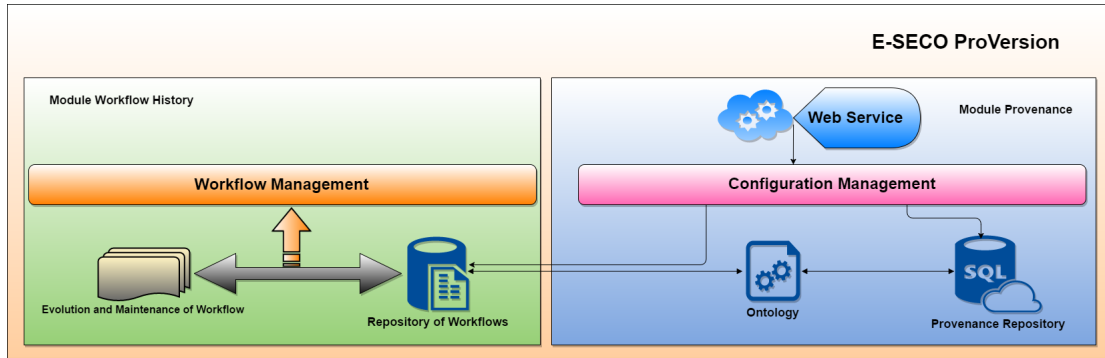 E-SECO ProVersion
Module Workflow History
Workflow Management
Evolution and Maintenance of Workflow
Repository of Workflows
Module Provenance
Web Service
Configuration Management
Ontology
SQL
Provenance Repository